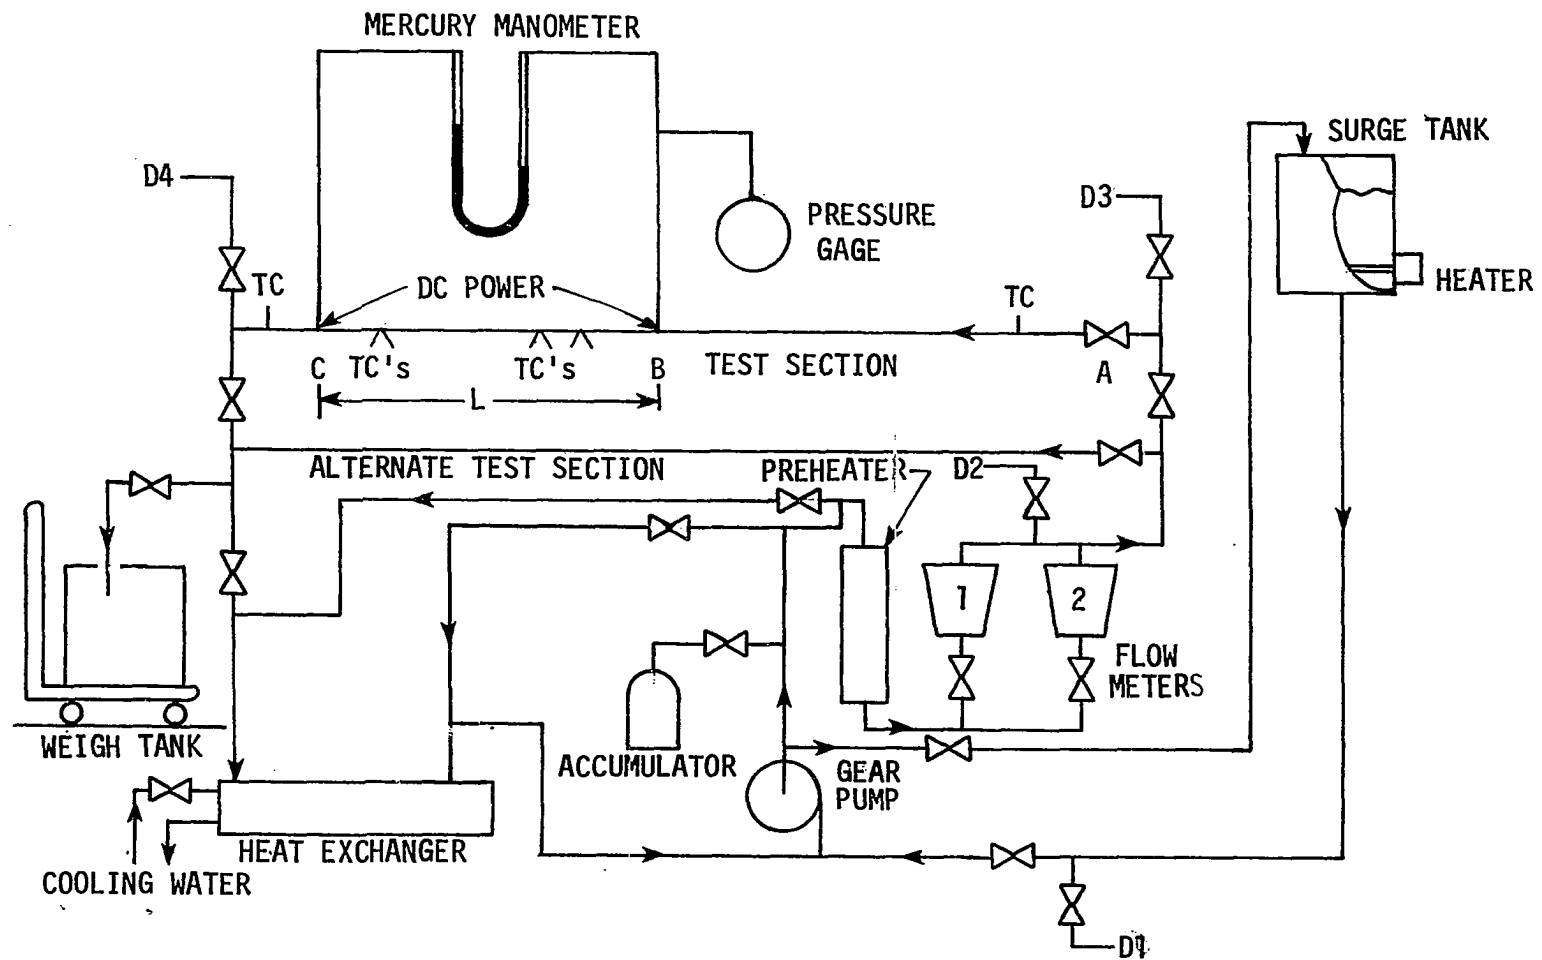 MERCURY MANOMETER
SURGE TANK
D4
D3
PRESSURE
GAGE
TC
DC POWER
TC
HEATER
C
TC's
TC's
B
TEST SECTION
A
L
ALTERNATE TEST SECTION
PREHEATER
D2
1
2
FLOW
METERS
WEIGH TANK
ACCUMULATOR
GEAR
PUMP
HEAT EXCHANGER
COOLING WATER
D1